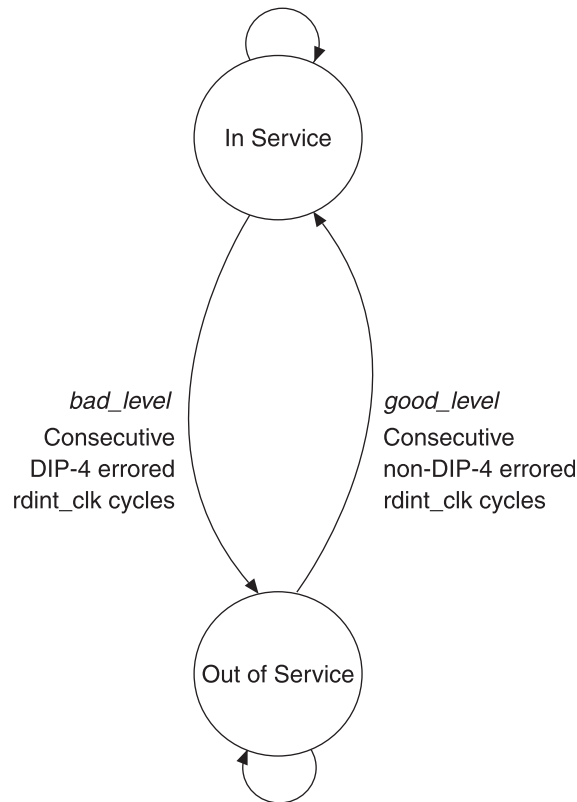 In Service
bad_level
Consecutive
DIP-4 errored
rdint_clk cycles
good_level
Consecutive
non-DIP-4 errored
rdint_clk cycles
Out of Service